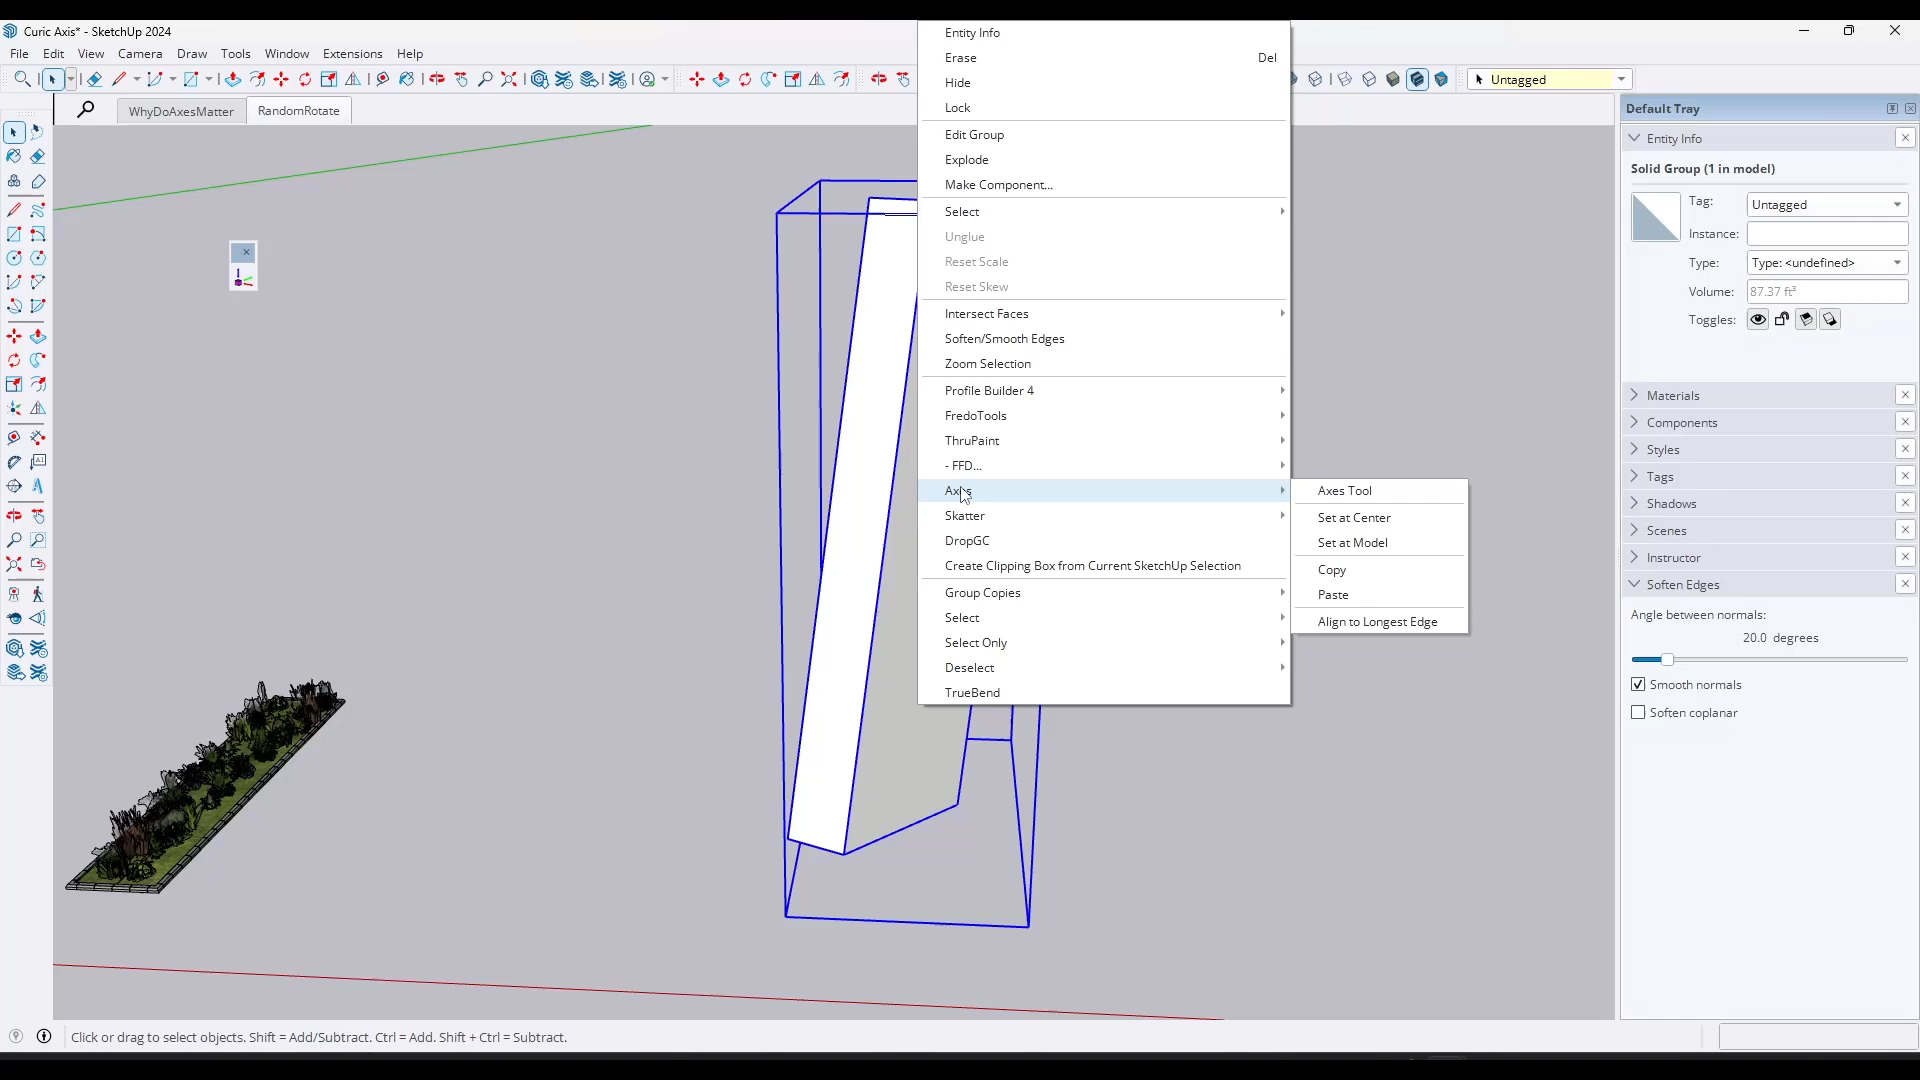 Curic Axis* - SketchUp 2024
File Edit View Camera Draw Tools Window Extensions Help
Untagged
WhyDoAxesMatter RandomRotate
Entity Info
Erase Del
Hide
Lock
Edit Group
Explode
Make Component...
Select
Unglue
Reset Scale
Reset Skew
Intersect Faces
Soften/Smooth Edges
Zoom Selection
Profile Builder 4
FredoTools
ThruPaint
- FFD...
Axes
Skatter
DropGC
Create Clipping Box from Current SketchUp Selection
Group Copies
Select
Select Only
Deselect
TrueBend
Axes Tool
Set at Center
Set at Model
Copy
Paste
Align to Longest Edge
Default Tray
Entity Info
Solid Group (1 in model)
Tag: Untagged
Instance:
Type: Type: <undefined>
Volume: 87.37 ft³
Toggles:
Materials
Components
Styles
Tags
Shadows
Scenes
Instructor
Soften Edges
Angle between normals:
20.0 degrees
Smooth normals
Soften coplanar
Click or drag to select objects. Shift = Add/Subtract. Ctrl = Add. Shift + Ctrl = Subtract.